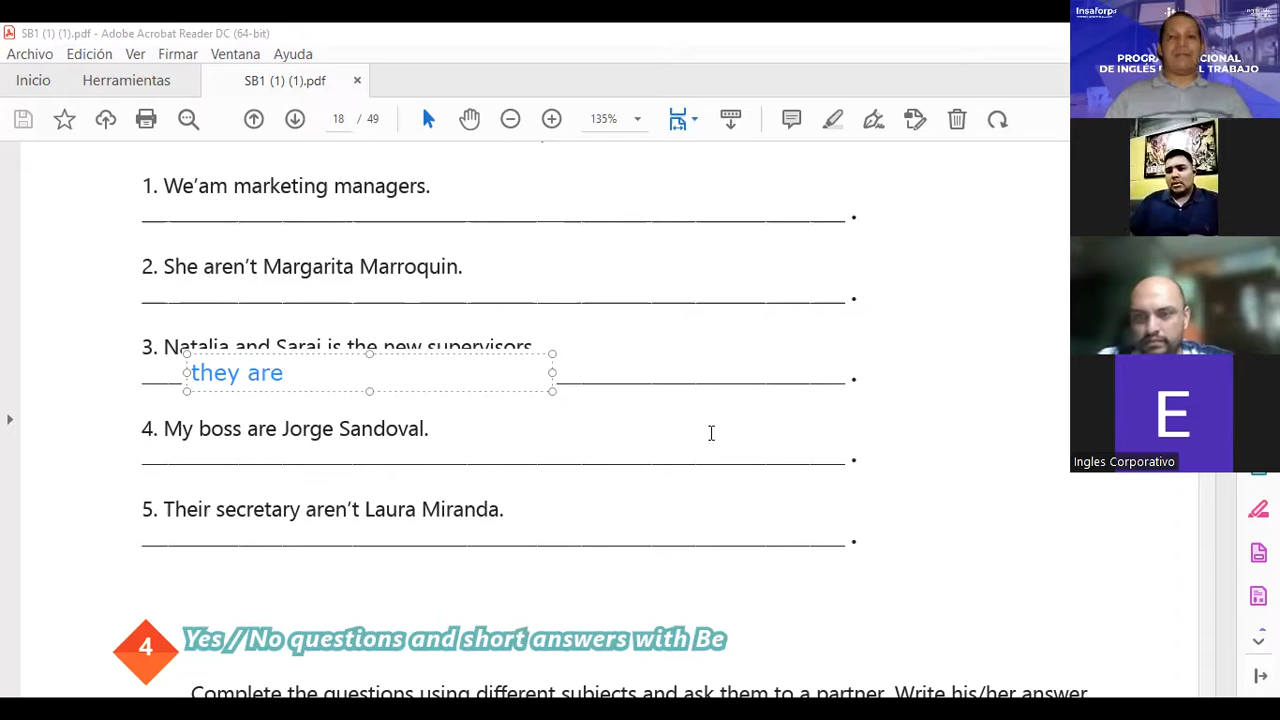 SB1 (1) (1).pdf - Adobe Acrobat Reader DC (64-bit)
Archivo Edición Ver Firmar Ventana Ayuda
Inicio Herramientas SB1 (1) (1).pdf ×
18 / 49 135%
1. We’am marketing managers.
2. She aren’t Margarita Marroquin.
3. Natalia and Sarai is the new supervisors
they are
4. My boss are Jorge Sandoval.
5. Their secretary aren’t Laura Miranda.
4 Yes / No questions and short answers with Be
Complete the questions using different subjects and ask them to a partner. Write his/her answer
Insaforp
DE INGLÉS TRABAJO
E
Ingles Corporativo